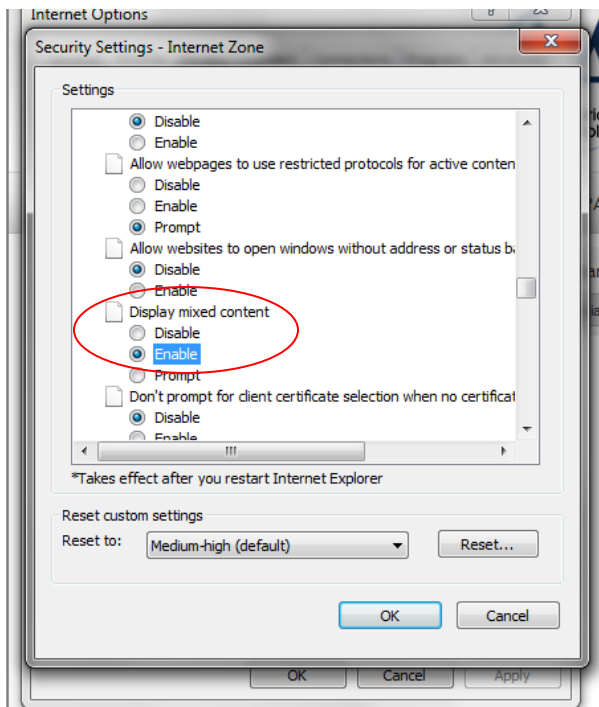 Internet Options
Security Settings - Internet Zone
Settings
Disable
Enable
Allow webpages to use restricted protocols for active conten
Disable
Enable
Prompt
Allow websites to open windows without address or status ba
Disable
Enable
Display mixed content
Disable
Enable
Prompt
Don't prompt for client certificate selection when no certificat
Disable
Enable
*Takes effect after you restart Internet Explorer
Reset custom settings
Reset to: Medium-high (default) Reset...
OK Cancel
OK Cancel Apply